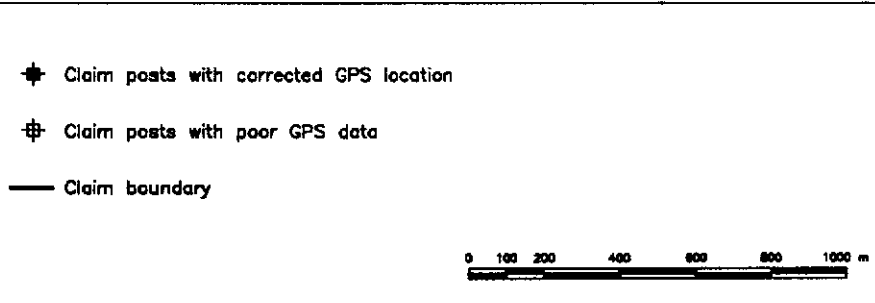 Claim posts with corrected GPS location
Claim posts with poor GPS data
Claim boundary
0 100 200 400 600 800 1000 m